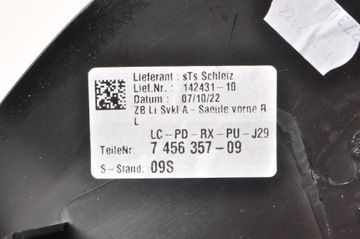 Lieferant : sTs Schleiz
Lief.Nr.: 142431-10
Datum : 07/10/22
ZB Li Svkl A - Saeule vorne R
L
LC-PD-RX-PU-J29
TeileNr. 7 456 357-09
S-Stand. 09S